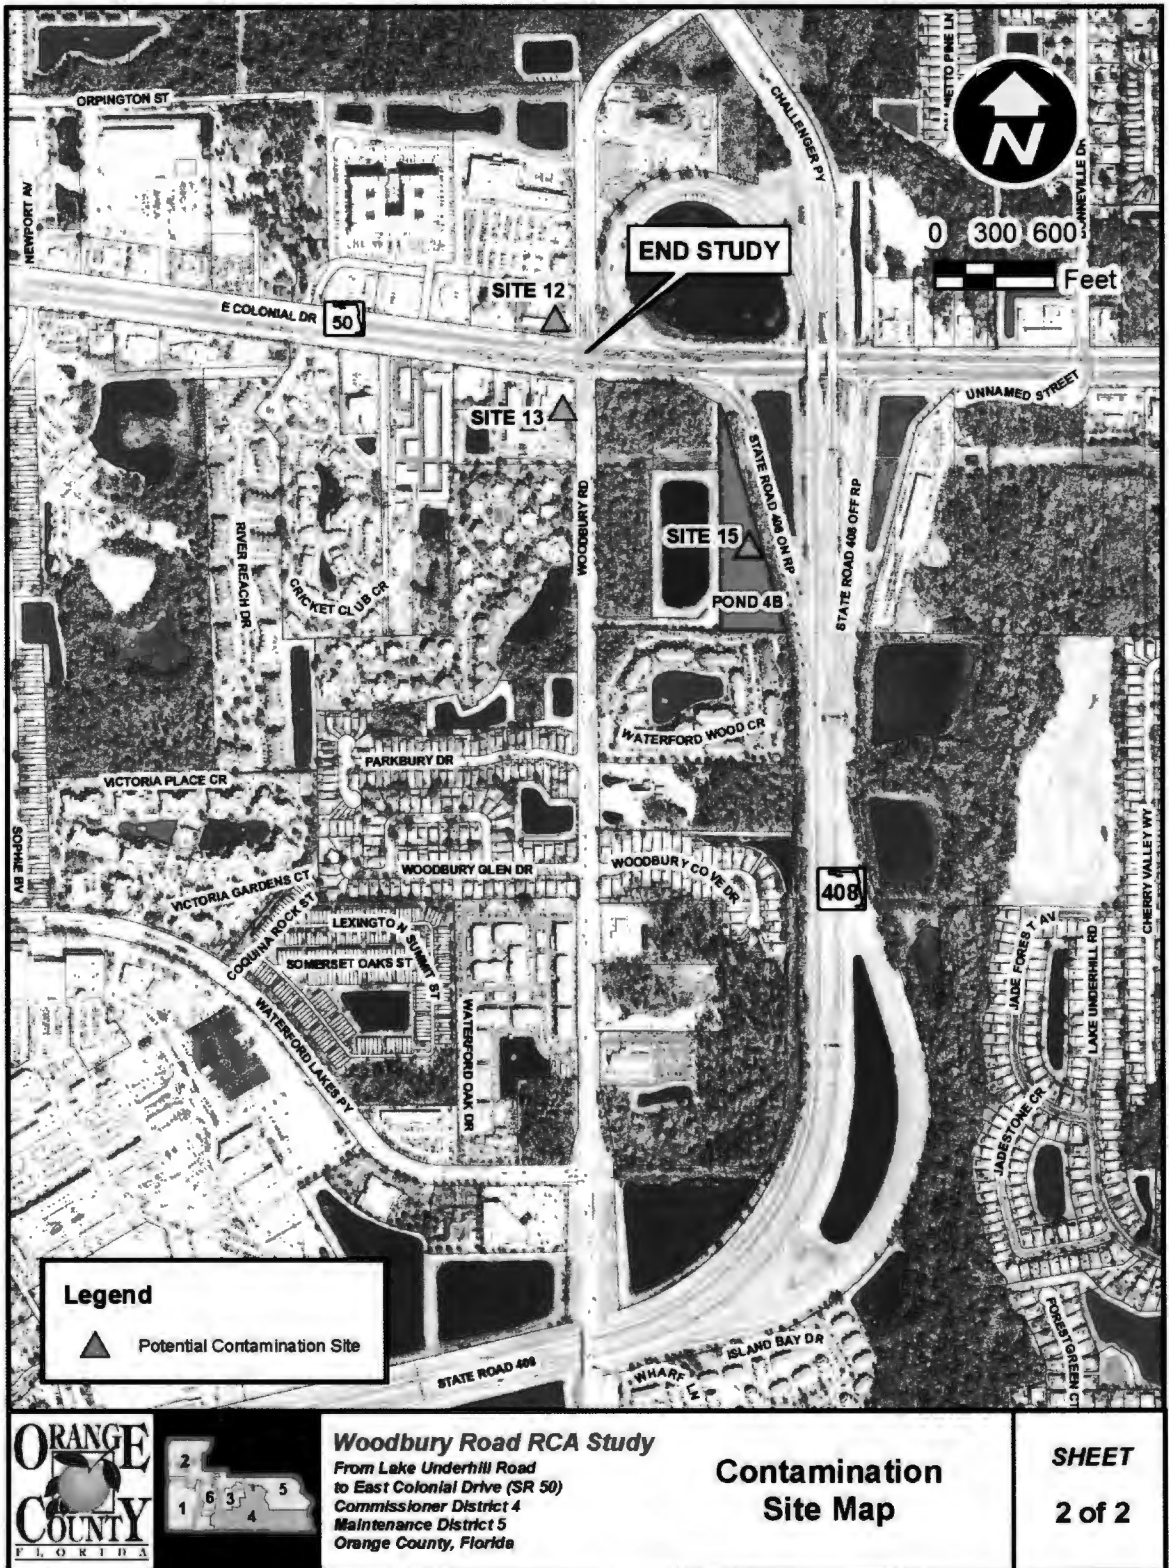 ORPINGTON ST
NEWPORT AV
CHALLENGER PY
N
0 300 600
Feet
END STUDY
SITE 12
E COLONIAL DR
50
SITE 13
UNNAMED STREET
STATE ROAD 408 ON RP
STATE ROAD 408 OFF RP
WOODBURY RD
SITE 15
POND 4B
RIVER REACH DR
CRICKET CLUB CR
WATERFORD WOOD CR
PARKBURY DR
VICTORIA PLACE CR
SOPHIE BV
WOODBURY GLEN DR
WOODBURY COVE DR
VICTORIA GARDENS CT
COQUINA ROCK ST
LEXINGTON SUMMIT ST
SOMERSET OAKS ST
408
CHERRY VALLEY WY
JADE FOREST AV
LAKE UNDERHILL RD
WATERFORD LAKES PY
WATERFORD OAK DR
JADESTONE CR
FORESTGREEN CT
STATE ROAD 408
WHARF LN
ISLAND BAY DR
Legend
Potential Contamination Site
ORANGE
COUNTY
FLORIDA
2
1
6
3
5
4
Woodbury Road RCA Study
From Lake Underhill Road
to East Colonial Drive (SR 50)
Commissioner District 4
Maintenance District 5
Orange County, Florida
Contamination
Site Map
SHEET
2 of 2